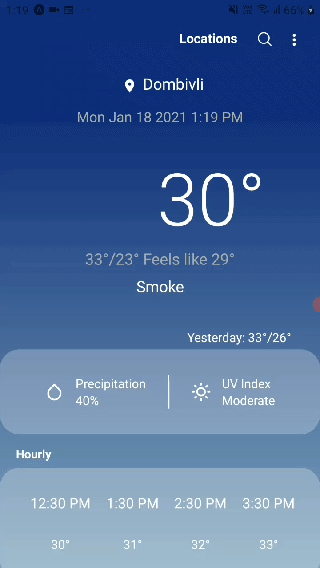 1:19
66%
Locations
Dombivli
Mon Jan 18 2021 1:19 PM
30°
33°/23° Feels like 29°
Smoke
Yesterday: 33°/26°
Precipitation
40%
UV Index
Moderate
Hourly
12:30 PM 1:30 PM 2:30 PM 3:30 PM
30° 31° 32° 33°